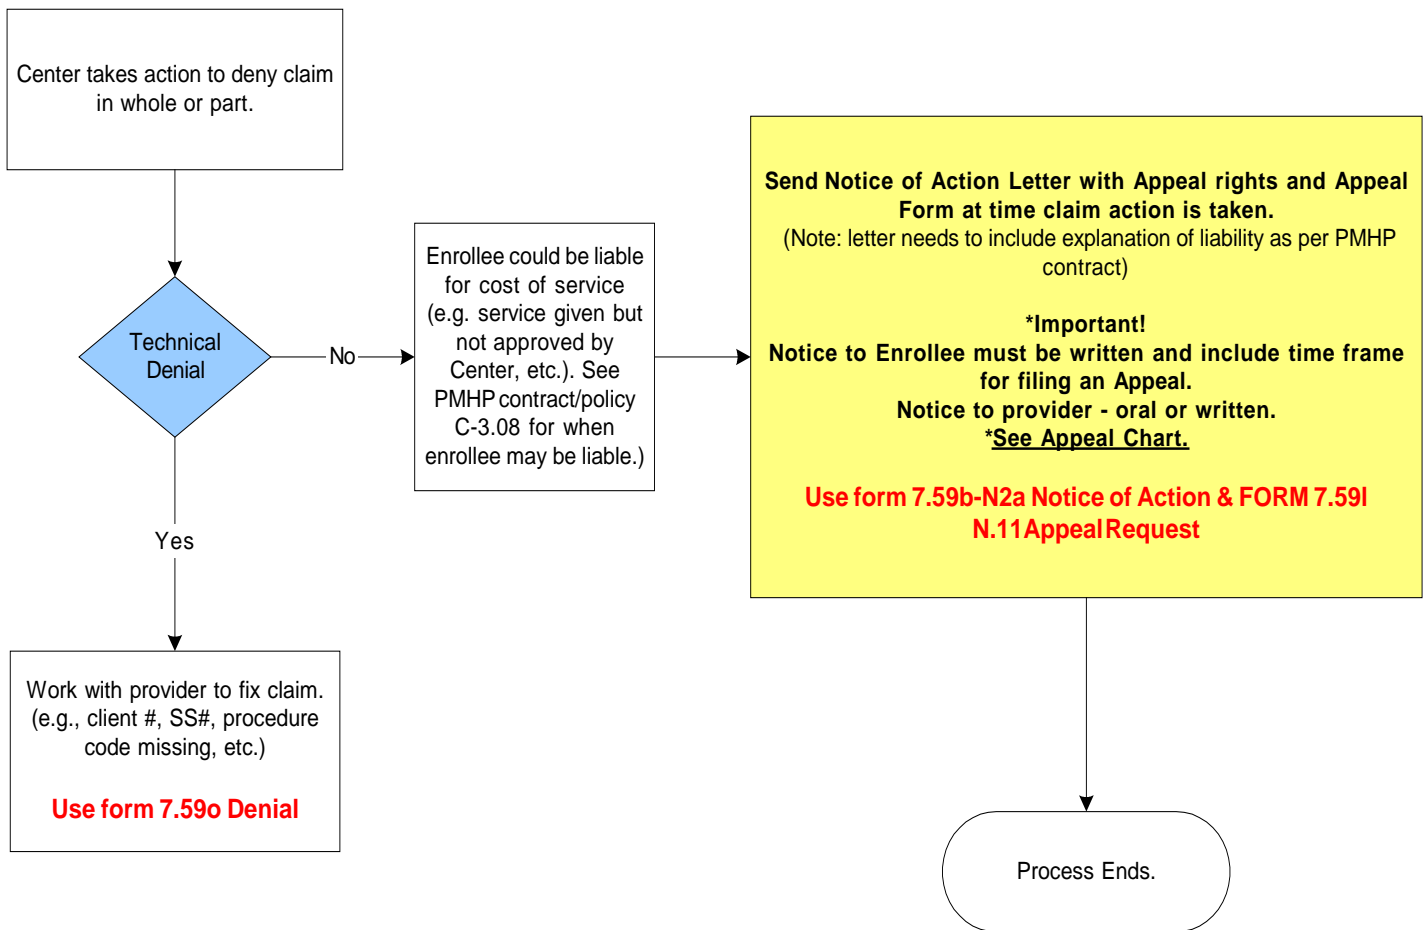 Center takes action to deny claim
in whole or part.
Technical
Denial
No
Yes
Work with provider to fix claim.
(e.g., client #, SS#, procedure
code missing, etc.)
Use form 7.59o Denial
Enrollee could be liable
for cost of service
(e.g. service given but
not approved by
Center, etc.). See
PMHP contract/policy
C-3.08 for when
enrollee may be liable.)
Send Notice of Action Letter with Appeal rights and Appeal
Form at time claim action is taken.
(Note: letter needs to include explanation of liability as per PMHP
contract)
*Important!
Notice to Enrollee must be written and include time frame
for filing an Appeal.
Notice to provider - oral or written.
*See Appeal Chart.
Use form 7.59b-N2a Notice of Action & FORM 7.59l
N.11 Appeal Request
Process Ends.